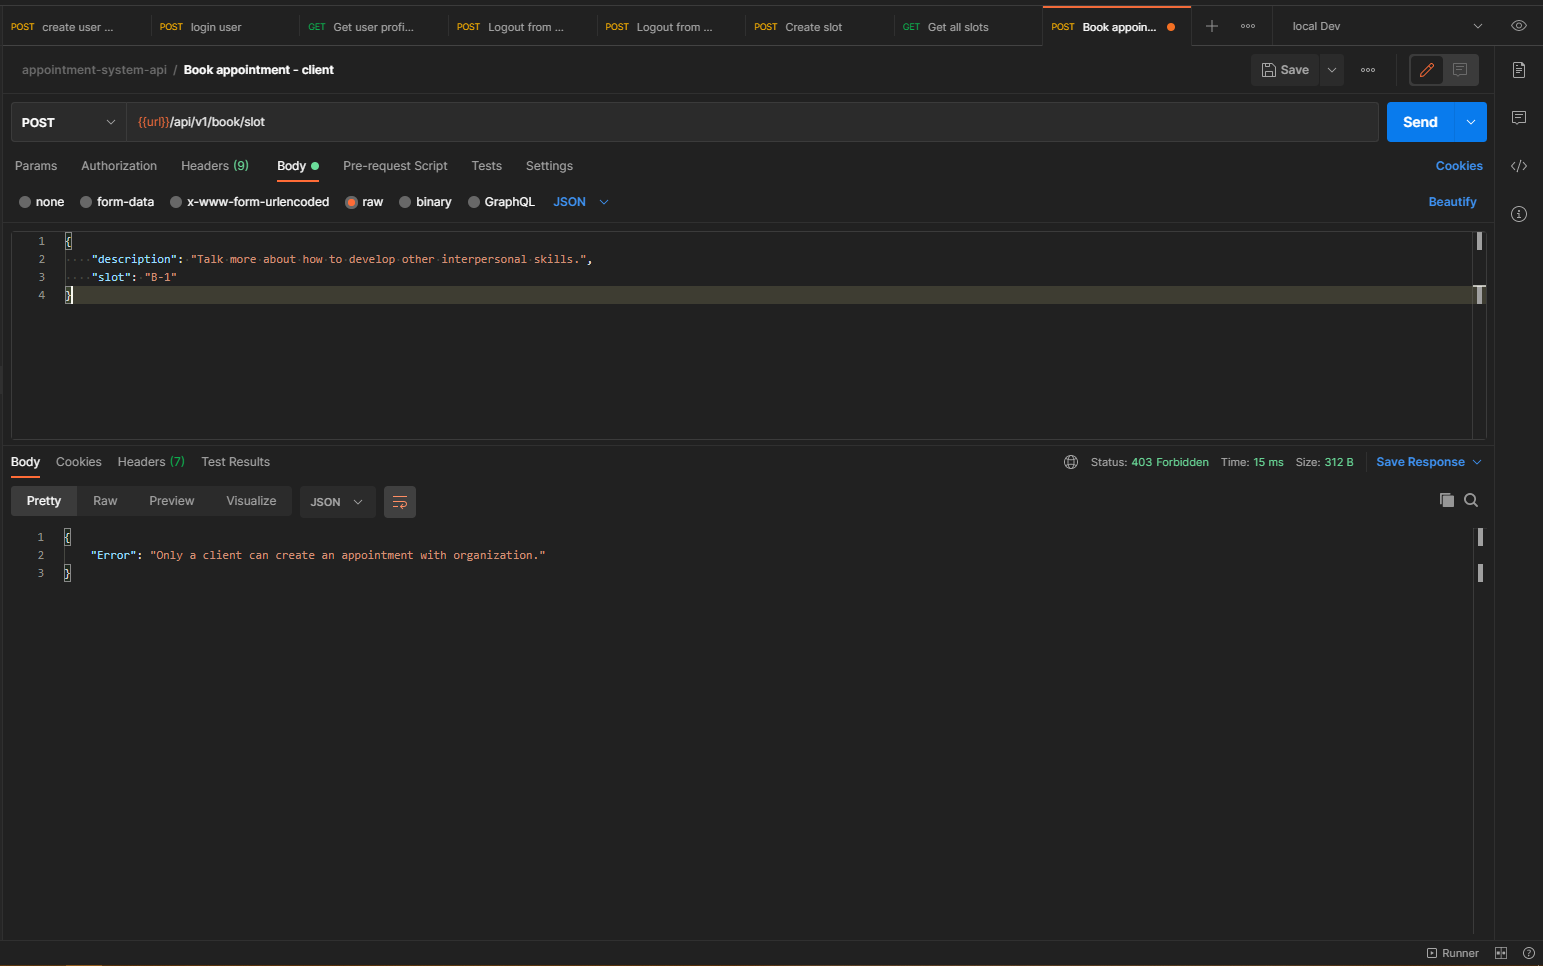 POST create user ... POST login user GET Get user profi... POST Logout from ... POST Logout from ... POST Create slot GET Get all slots POST Book appoin... local Dev
appointment-system-api / Book appointment - client Save
POST {{url}}/api/v1/book/slot Send
Params Authorization Headers (9) Body Pre-request Script Tests Settings Cookies
none form-data x-www-form-urlencoded raw binary GraphQL JSON Beautify
1 {
2 "description": "Talk more about how to develop other interpersonal skills.",
3 "slot": "B-1"
4 }
Body Cookies Headers (7) Test Results Status: 403 Forbidden Time: 15 ms Size: 312 B Save Response
Pretty Raw Preview Visualize JSON
1 {
2 "Error": "Only a client can create an appointment with organization."
3 }
Runner